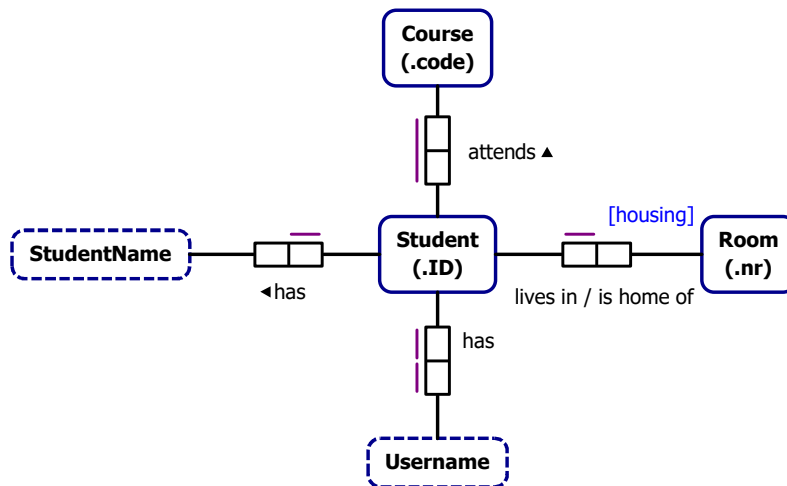 Course
(.code)
attends ▲
[housing]
StudentName
Student
(.ID)
Room
(.nr)
◄has
lives in / is home of
has
Username